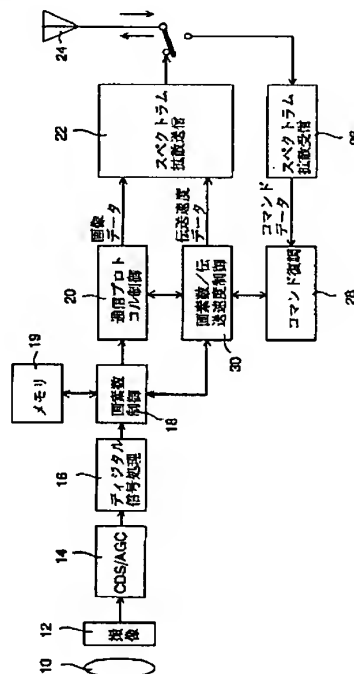 10
12
撮像
14
CDS/AGC
16
ディジタル
信号処理
19
メモリ
画素数
制御
18
20
通信プロト
コル制御
画素数/伝
送速度制御
30
画像
データ
伝送速度
データ
22
スペクトラム
拡散送信
24
コマンド復調
28
コマンド
データ
スペクトラム
拡散受信